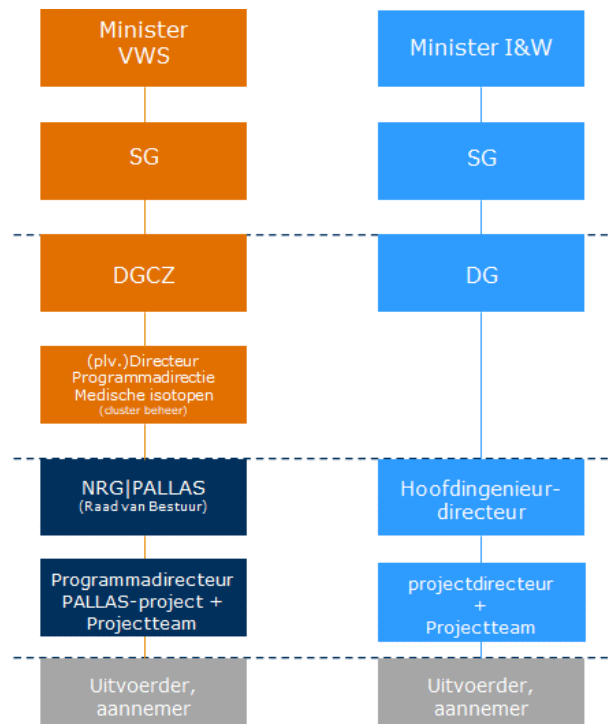 Minister
VWS
SG
DGCZ
(plv.)Directeur
Programmadirectie
Medische isotopen
(cluster beheer)
NRG|PALLAS
(Raad van Bestuur)
Programmadirecteur
PALLAS-project +
Projectteam
Uitvoerder,
aannemer
Minister I&W
SG
DG
Hoofdingenieur-
directeur
projectdirecteur
+
Projectteam
Uitvoerder,
aannemer